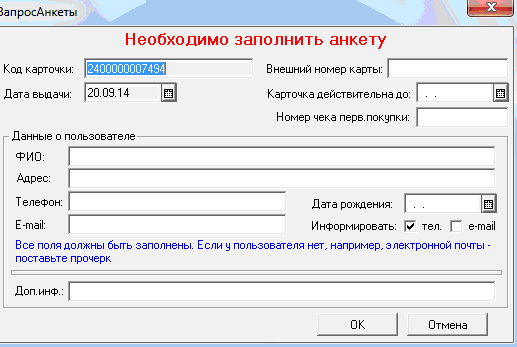 ЗапросАнкеты
Необходимо заполнить анкету
Код карточки: 2400000007494 Внешний номер карты:
Дата выдачи: 20.09.14 Карточка действительна до: . .
Номер чека перв.покупки:
Данные о пользователе
ФИО:
Адрес:
Телефон: Дата рождения: . .
E-mail: Информировать: тел. e-mail
Все поля должны быть заполнены. Если у пользователя нет, например, электронной почты -
поставьте прочерк
Доп.инф.:
OK Отмена